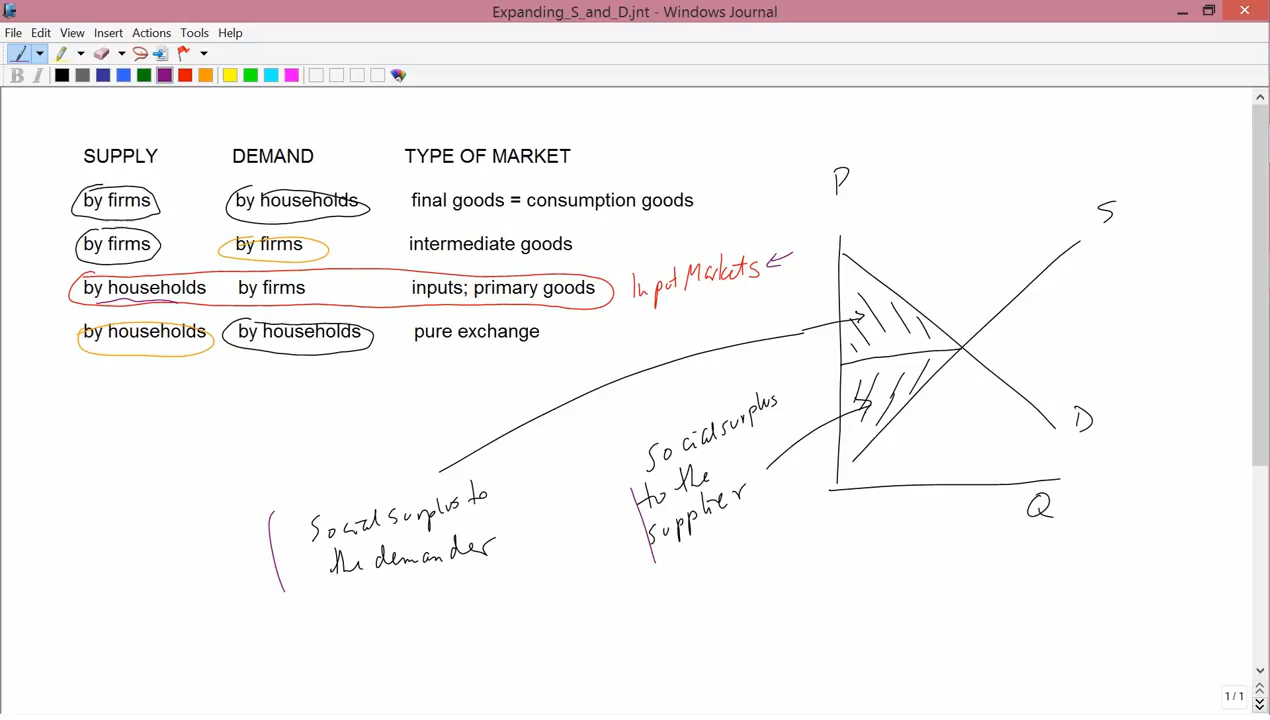 Expanding_S_and_D.jnt - Windows Journal
File Edit View Insert Actions Tools Help
B I
SUPPLY DEMAND TYPE OF MARKET
by firms by households final goods = consumption goods
by firms by firms intermediate goods
by households by firms inputs; primary goods
Input Markets
by households by households pure exchange
P
S
D
Q
Social surplus
to the
supplier
Social surplus to
the demander
1 / 1